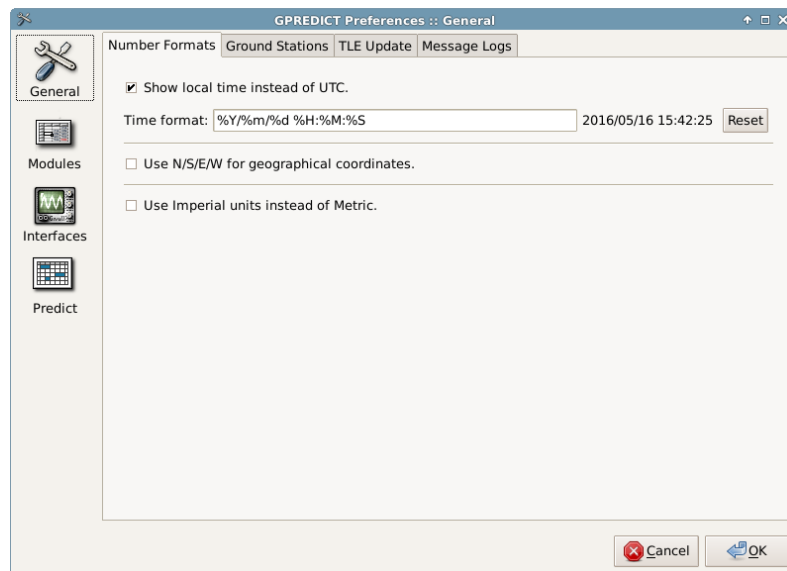 GPREDICT Preferences :: General
General
Modules
Interfaces
Predict
Number Formats Ground Stations TLE Update Message Logs
Show local time instead of UTC.
Time format: %Y/%m/%d %H:%M:%S 2016/05/16 15:42:25 Reset
Use N/S/E/W for geographical coordinates.
Use Imperial units instead of Metric.
Cancel OK